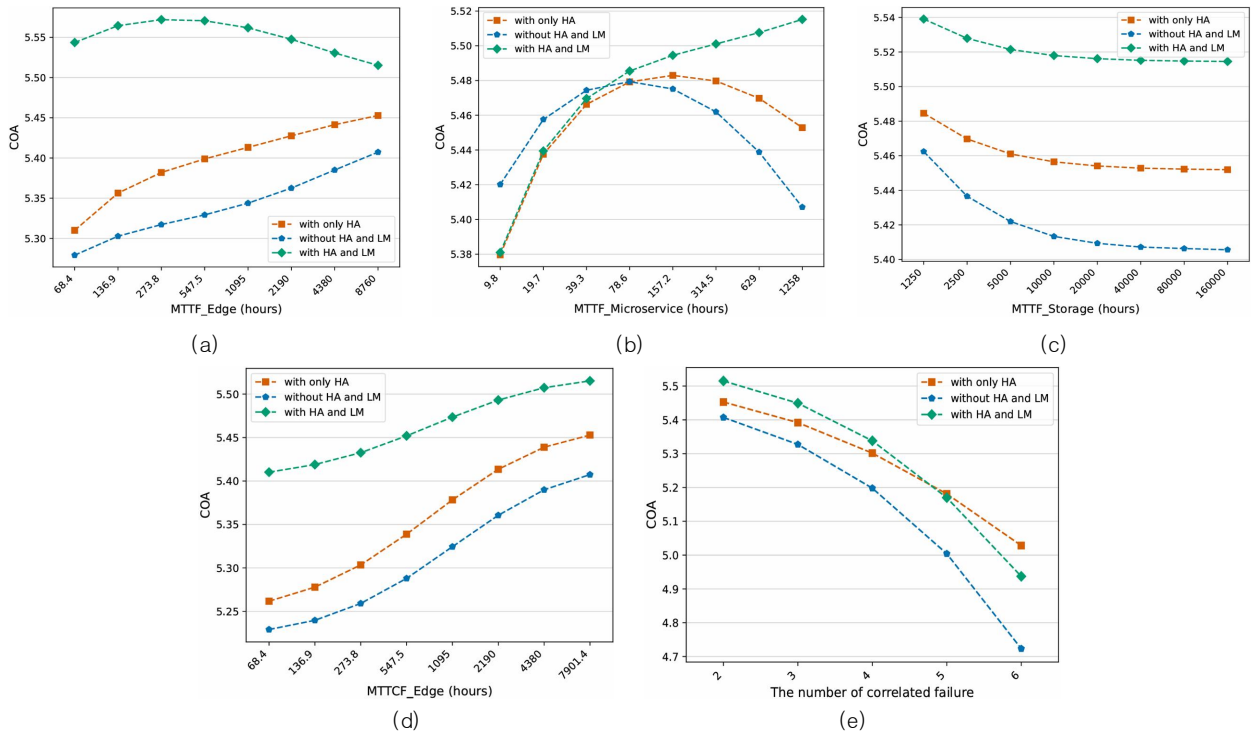 5.55
5.50
5.45
5.40
5.35
5.30
COA
with only HA
without HA and LM
with HA and LM
68.4
136.9
273.8
547.5
1095
2190
4380
8760
MTTF_Edge (hours)
(a)
5.52
5.50
5.48
5.46
5.44
5.42
5.40
5.38
COA
with only HA
without HA and LM
with HA and LM
9.8
19.7
39.3
78.6
157.2
314.5
629
1258
MTTF_Microservice (hours)
(b)
5.54
5.52
5.50
5.48
5.46
5.44
5.42
5.40
COA
with only HA
without HA and LM
with HA and LM
1250
2500
5000
10000
20000
40000
80000
160000
MTTF_Storage (hours)
(c)
5.50
5.45
5.40
5.35
5.30
5.25
COA
with only HA
without HA and LM
with HA and LM
68.4
136.9
273.8
547.5
1095
2190
4380
7901.4
MTTCF_Edge (hours)
(d)
5.5
5.4
5.3
5.2
5.1
5.0
4.9
4.8
4.7
COA
with only HA
without HA and LM
with HA and LM
2
3
4
5
6
The number of correlated failure
(e)